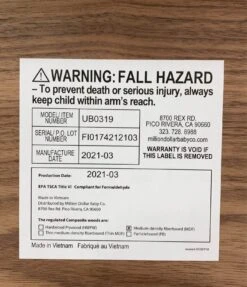 WARNING: FALL HAZARD
– To prevent death or serious injury, always
keep child within arm's reach.
MODEL/ ITEM NUMBER UB0319
SERIAL/ P.O. LOT NUMBER FI0174212103
MANUFACTURE DATE 2021-03
8700 REX RD.
PICO RIVERA, CA 90660
323. 728. 8988
milliondollarbabyco.com
WARRANTY IS VOID IF
THIS LABEL IS REMOVED
Production Date: 2021-03
EPA TSCA Title VI Compliant for Formaldehyde
Made in Vietnam
Distributed by Million Dollar Baby Co.
8700 Rex Rd. Pico Rivera, CA 90660
The regulated Composite woods are:
Hardwood Plywood (HWPW)
Medium-density fiberboard (MDF)
Medium-density fiberboard (Thin MDF)
Particleboard (PB)
Made in Vietnam Fabriqué au Vietnam